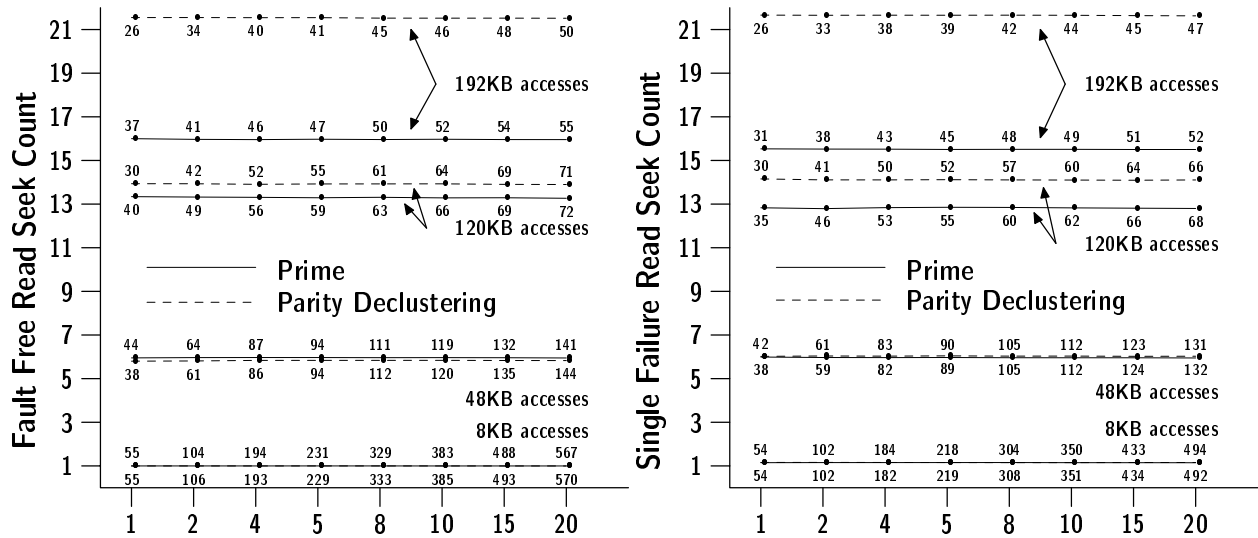 Fault Free Read Seek Count
21
19
17
15
13
11
9
7
5
3
1
26 34 40 41 45 46 48 50
192KB accesses
37 41 46 47 50 52 54 55
30 42 52 55 61 64 69 71
40 49 56 59 63 66 69 72
120KB accesses
Prime
Parity Declustering
44 64 87 94 111 119 132 141
38 61 86 94 112 120 135 144
48KB accesses
8KB accesses
55 104 194 231 329 383 488 567
55 106 193 229 333 385 493 570
1 2 4 5 8 10 15 20
Single Failure Read Seek Count
21
19
17
15
13
11
9
7
5
3
1
26 33 38 39 42 44 45 47
192KB accesses
31 38 43 45 48 49 51 52
30 41 50 52 57 60 64 66
35 46 53 55 60 62 66 68
120KB accesses
Prime
Parity Declustering
42 61 83 90 105 112 123 131
38 59 82 89 105 112 124 132
48KB accesses
8KB accesses
54 102 184 218 304 350 433 494
54 102 182 219 308 351 434 492
1 2 4 5 8 10 15 20